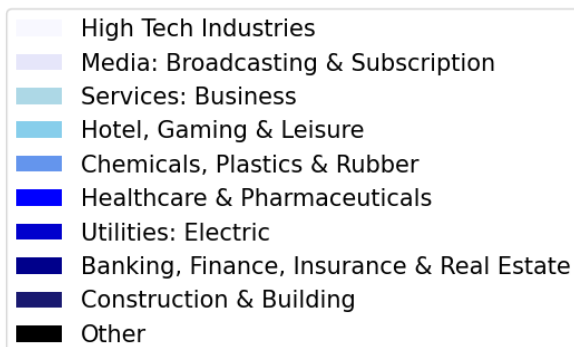 High Tech Industries
Media: Broadcasting & Subscription
Services: Business
Hotel, Gaming & Leisure
Chemicals, Plastics & Rubber
Healthcare & Pharmaceuticals
Utilities: Electric
Banking, Finance, Insurance & Real Estate
Construction & Building
Other